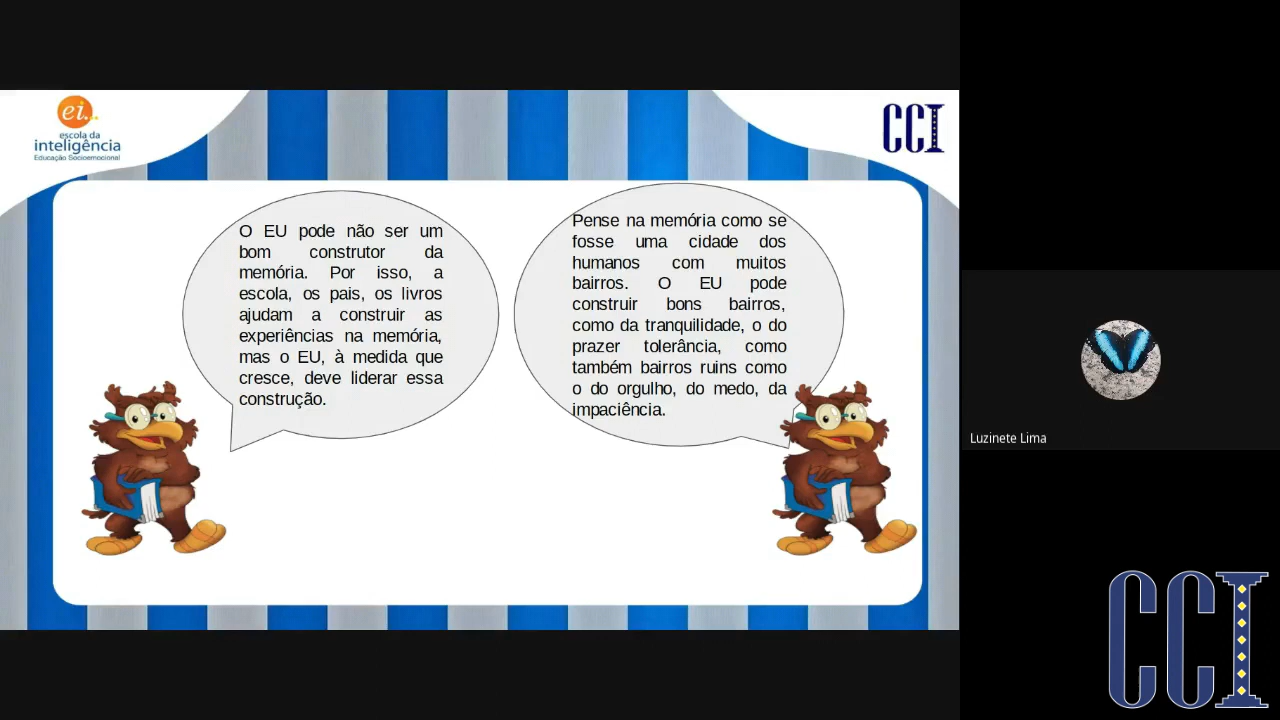 ei...
escola da
inteligência
Educação Socioemocional
CCI
O EU pode não ser um
bom construtor da
memória. Por isso, a
escola, os pais, os livros
ajudam a construir as
experiências na memória,
mas o EU, à medida que
cresce, deve liderar essa
construção.
Pense na memória como se
fosse uma cidade dos
humanos com muitos
bairros. O EU pode
construir bons bairros,
como da tranquilidade, o do
prazer tolerância, como
também bairros ruins como
o do orgulho, do medo, da
impaciência.
Luzinete Lima
CCI